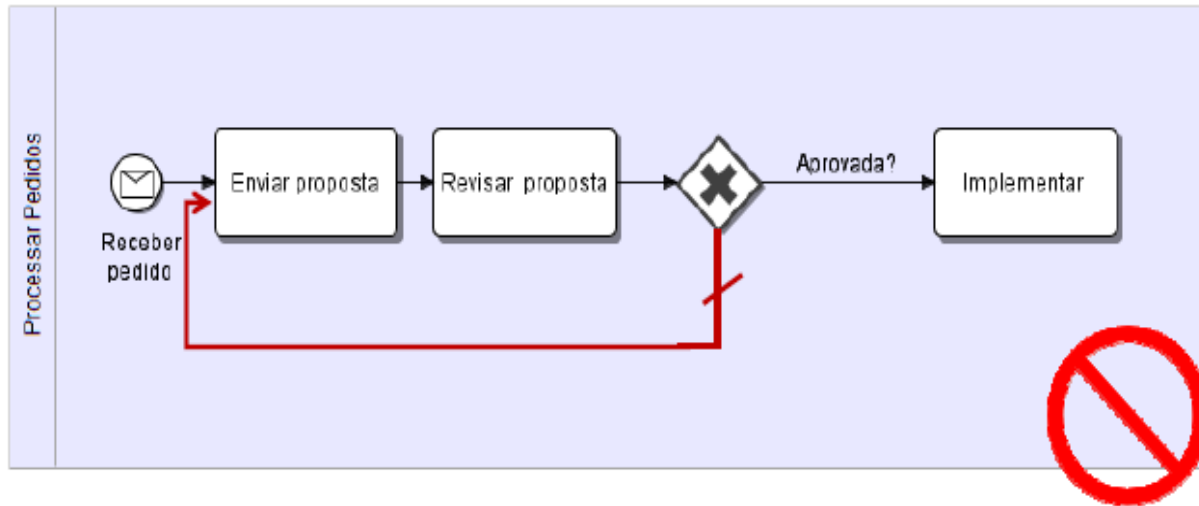 Processar Pedidos
Receber
pedido
Enviar proposta
Revisar proposta
Aprovada?
Implementar